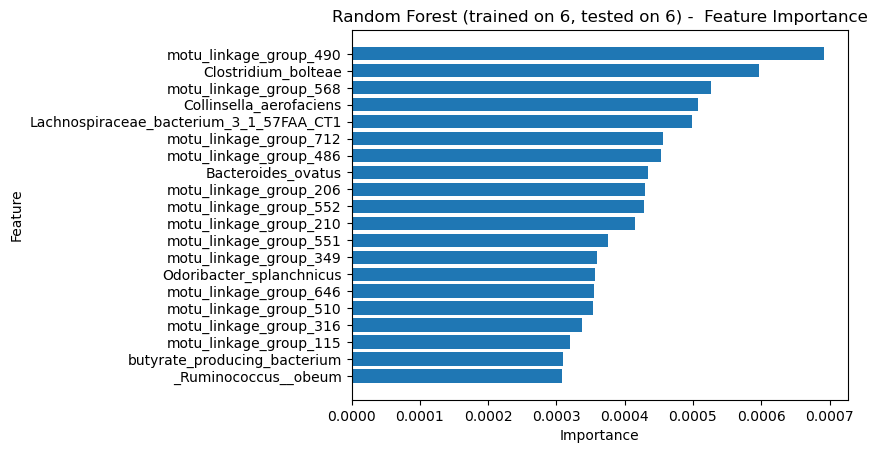 Random Forest (trained on 6, tested on 6) -  Feature Importance
motu_linkage_group_490
Clostridium_bolteae
motu_linkage_group_568
Collinsella_aerofaciens
Lachnospiraceae_bacterium_3_1_57FAA_CT1
motu_linkage_group_712
motu_linkage_group_486
Bacteroides_ovatus
motu_linkage_group_206
motu_linkage_group_552
motu_linkage_group_210
motu_linkage_group_551
motu_linkage_group_349
Odoribacter_splanchnicus
motu_linkage_group_646
motu_linkage_group_510
motu_linkage_group_316
motu_linkage_group_115
butyrate_producing_bacterium
_Ruminococcus__obeum
Feature
0.0000 0.0001 0.0002 0.0003 0.0004 0.0005 0.0006 0.0007
Importance